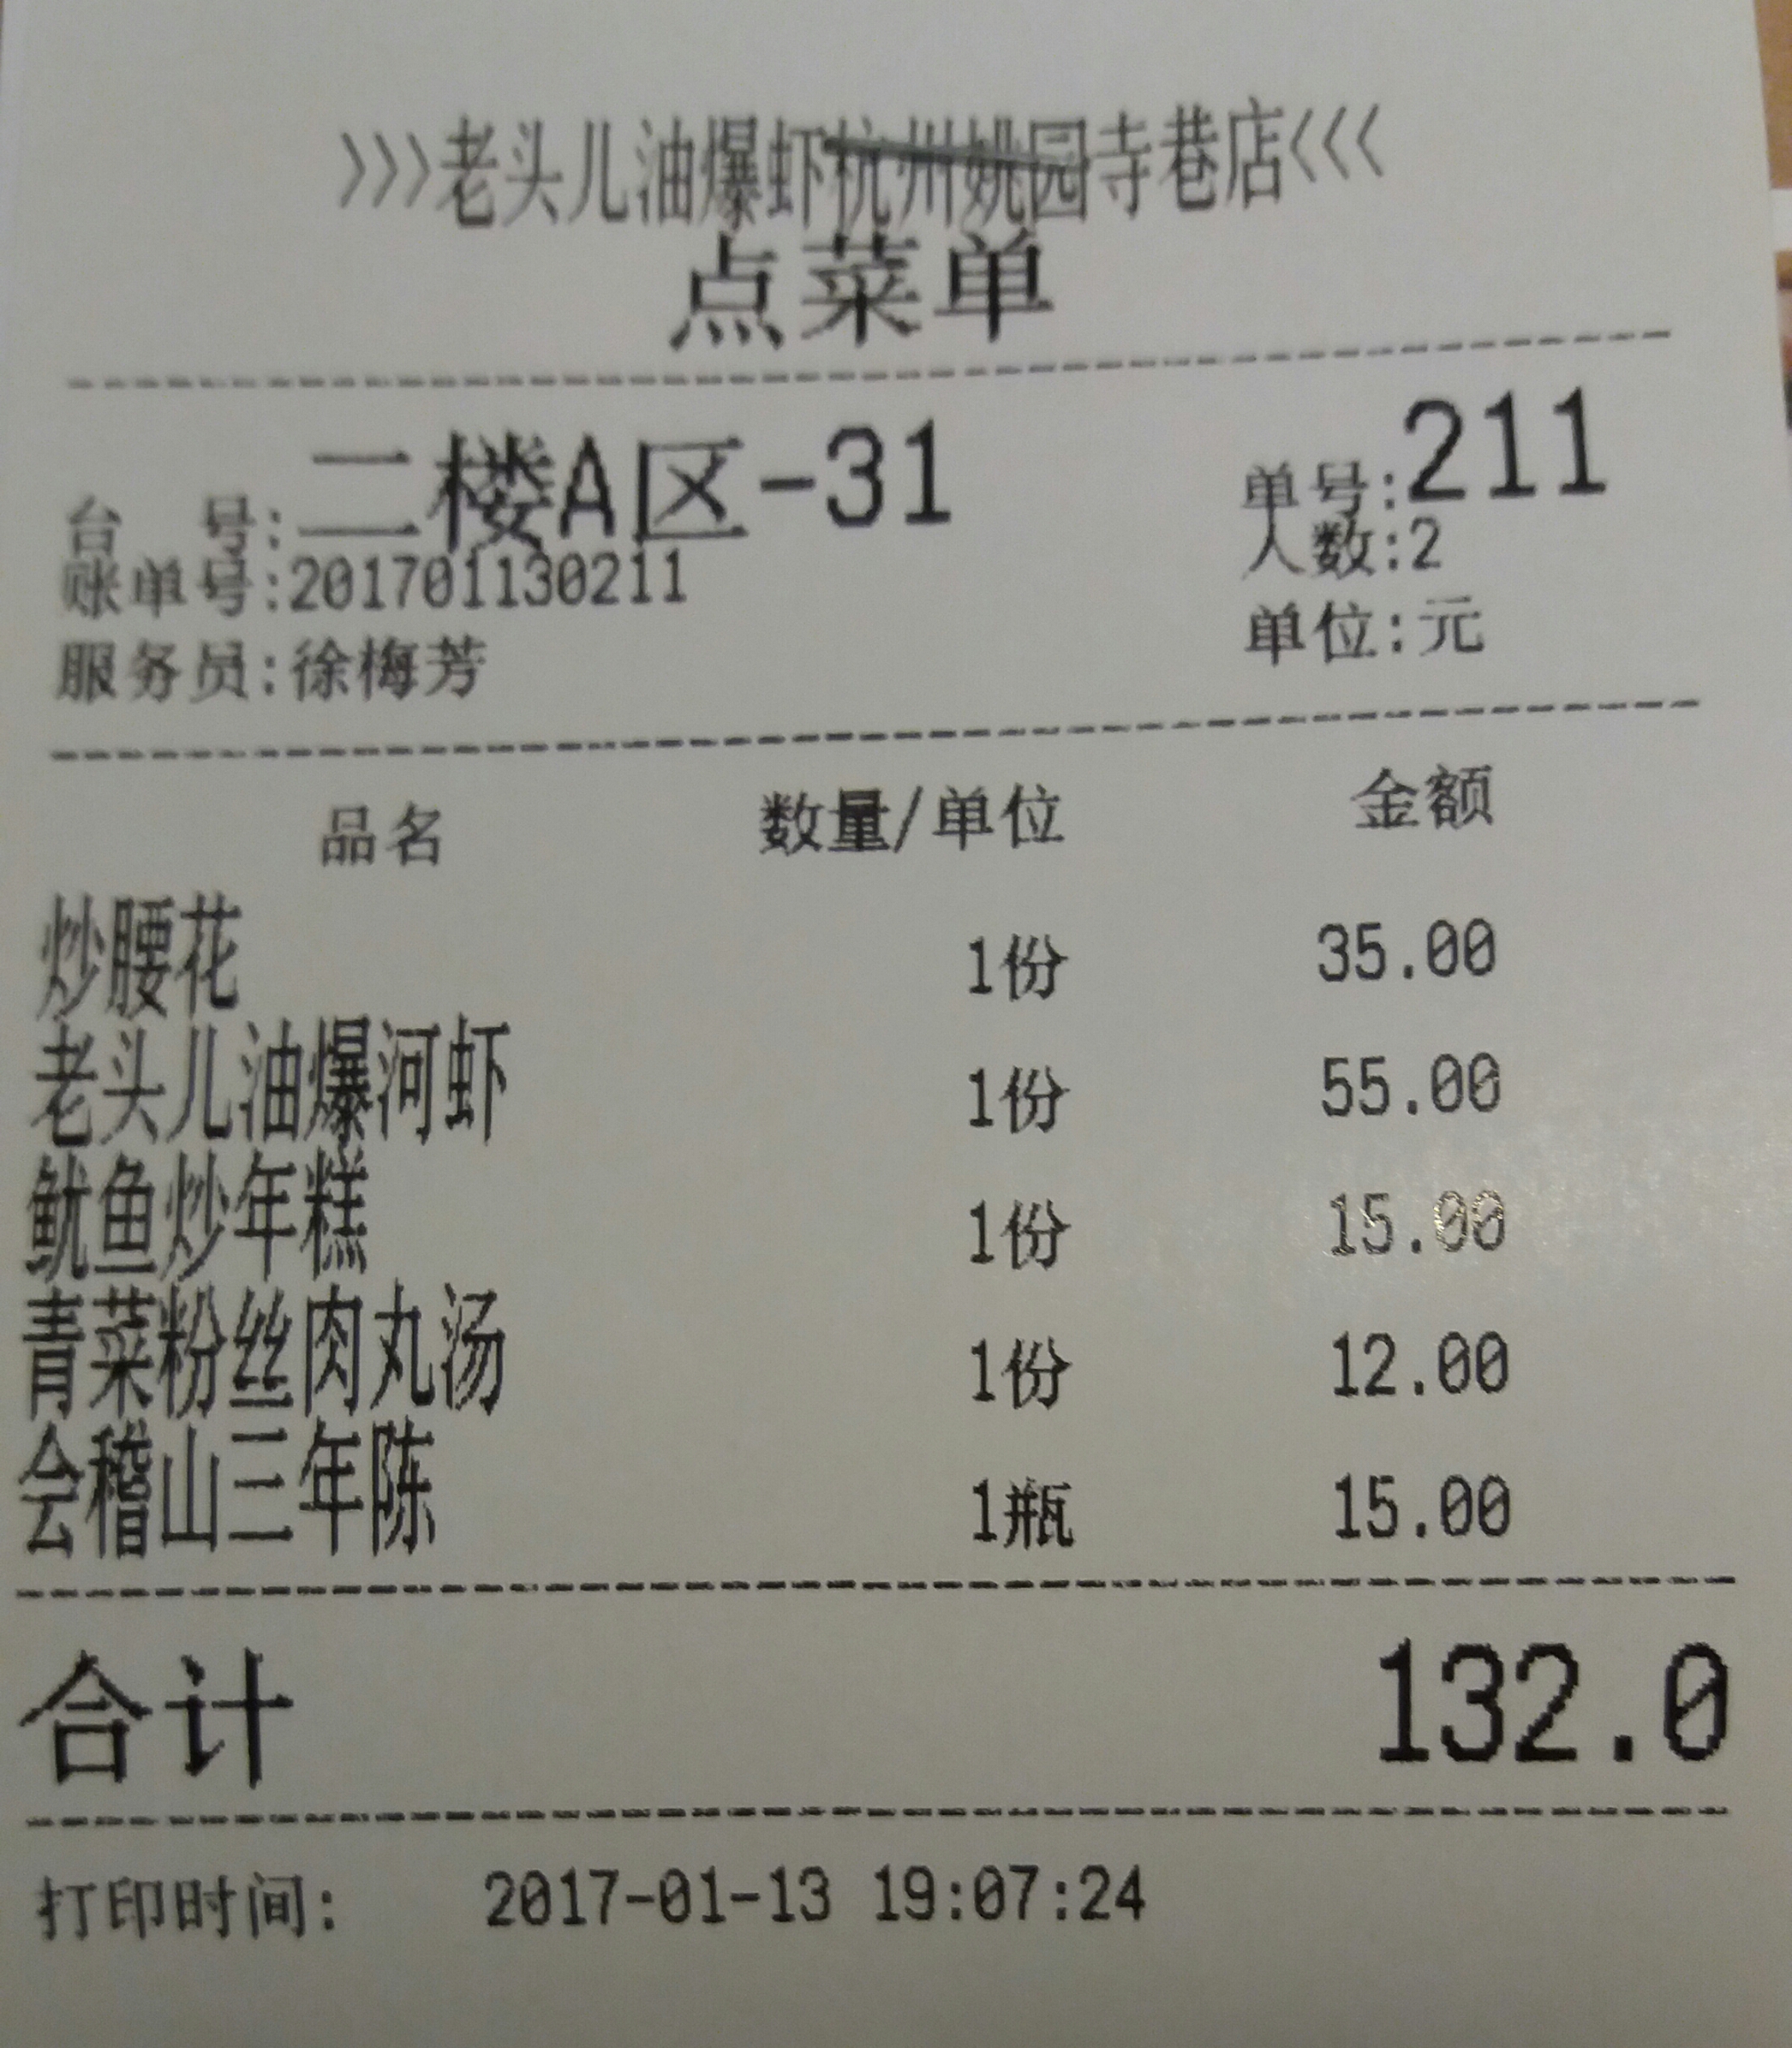 >>>老头儿油爆虾杭州姚园寺巷店<<<
点菜单
台 号:二楼A区-31 单号:211
账单号:201701130211 人数:2
服务员:徐梅芳 单位:元
品名 数量/单位 金额
炒腰花 1份 35.00
老头儿油爆河虾 1份 55.00
鱿鱼炒年糕 1份 15.00
青菜粉丝肉丸汤 1份 12.00
会稽山三年陈 1瓶 15.00
合计 132.0
打印时间: 2017-01-13 19:07:24